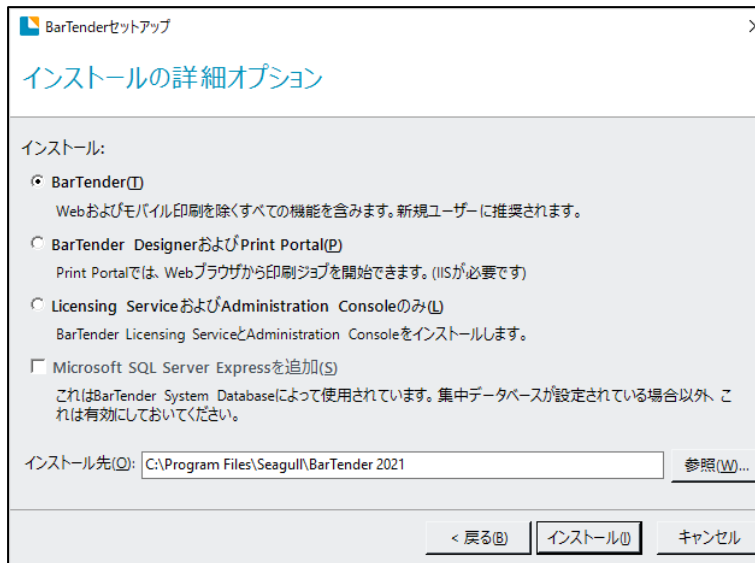 BarTenderセットアップ
インストールの詳細オプション
インストール:
BarTender(T)
Webおよびモバイル印刷を除くすべての機能を含みます。新規ユーザーに推奨されます。
BarTender DesignerおよびPrint Portal(P)
Print Portalでは、Webブラウザから印刷ジョブを開始できます。(IISが必要です)
Licensing ServiceおよびAdministration Consoleのみ(L)
BarTender Licensing ServiceとAdministration Consoleをインストールします。
Microsoft SQL Server Expressを追加(S)
これはBarTender System Databaseによって使用されています。集中データベースが設定されている場合以外、こ
れは有効にしておいてください。
インストール先(O): C:\Program Files\Seagull\BarTender 2021 参照(W)...
< 戻る(B) インストール(I) キャンセル